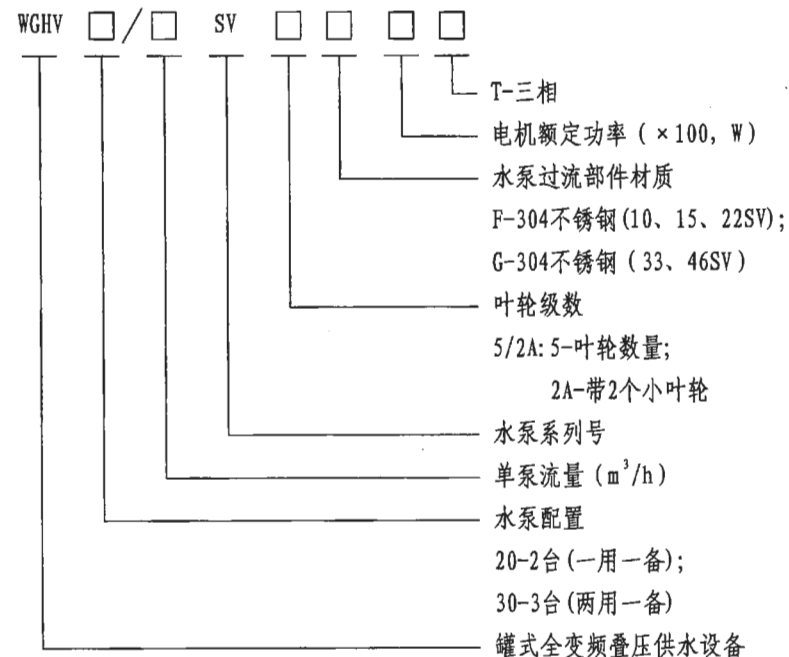 WGHV □/□ SV □ □ □ □
T-三相
电机额定功率(×100, W)
水泵过流部件材质
F-304不锈钢(10、15、22SV);
G-304不锈钢(33、46SV)
叶轮级数
5/2A:5-叶轮数量;
2A-带2个小叶轮
水泵系列号
单泵流量(m³/h)
水泵配置
20-2台(一用一备);
30-3台(两用一备)
罐式全变频叠压供水设备